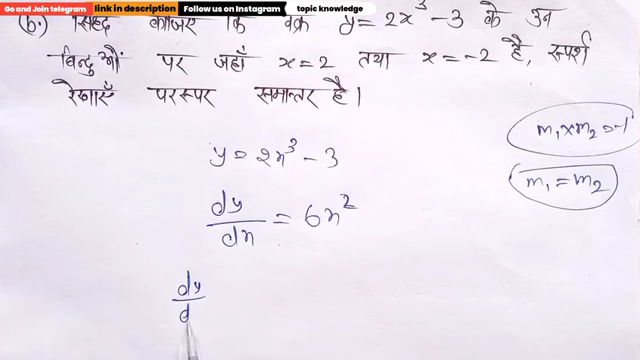 Go and Join telegram link in description Follow us on Instagram topic knowledge
(b.) सिद्ध कीजिए कि वक्र y = 2x³ - 3 के उन
बिन्दुओं पर जहाँ x = 2 तथा x = -2 है, स्पर्श
रेखाएँ परस्पर समान्तर है।
m₁ × m₂ = -1
y = 2x³ - 3
m₁ = m₂
dy/dx = 6x²
dy/d